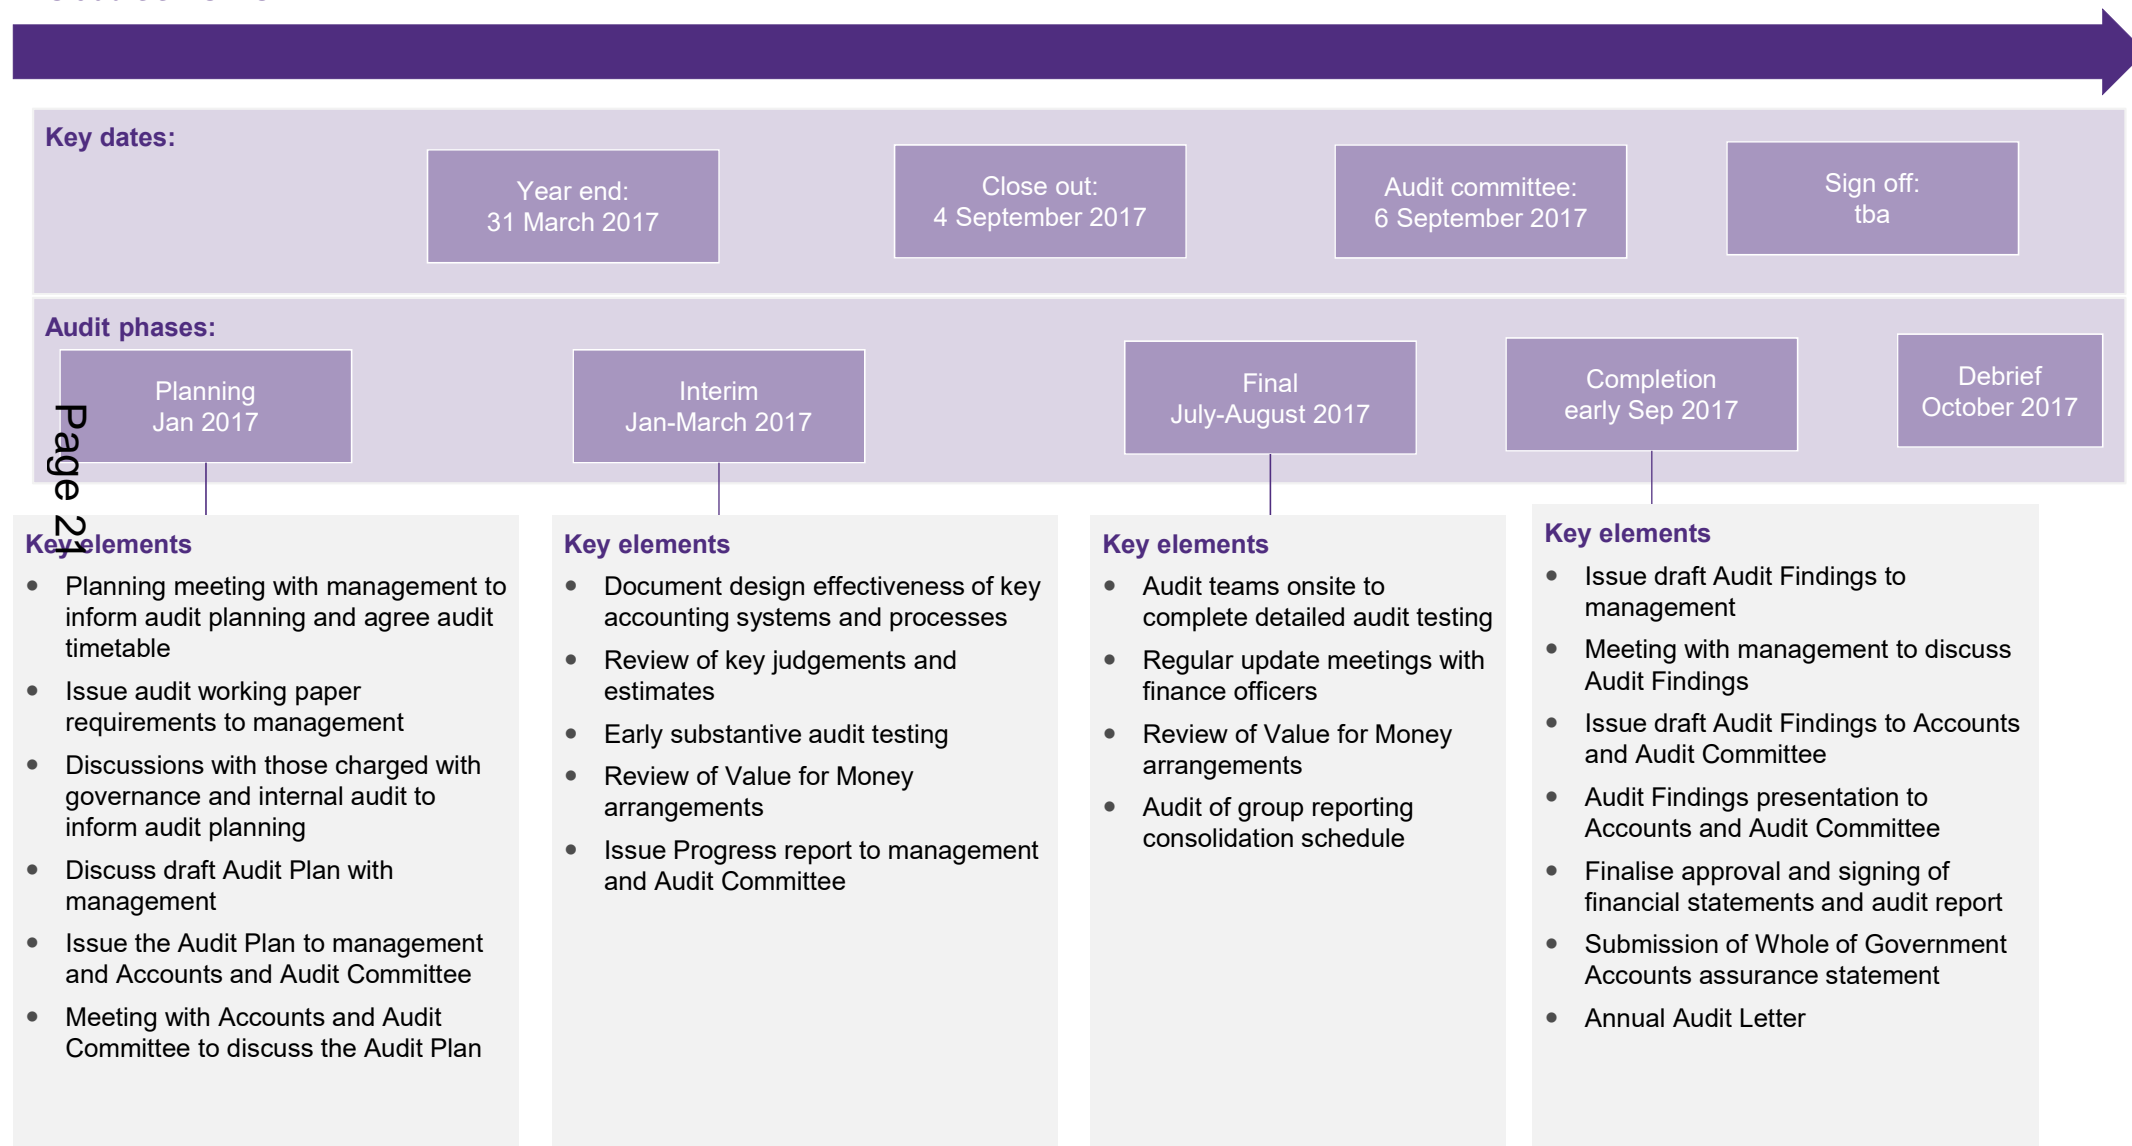 Key dates:
Year end:
31 March 2017
Close out:
4 September 2017
Audit committee:
6 September 2017
Sign off:
tba
Audit phases:
Planning
Jan 2017
Interim
Jan-March 2017
Final
July-August 2017
Completion
early Sep 2017
Debrief
October 2017
Page 21
Key elements
• Planning meeting with management to
inform audit planning and agree audit
timetable
• Issue audit working paper
requirements to management
• Discussions with those charged with
governance and internal audit to
inform audit planning
• Discuss draft Audit Plan with
management
• Issue the Audit Plan to management
and Accounts and Audit Committee
• Meeting with Accounts and Audit
Committee to discuss the Audit Plan
Key elements
• Document design effectiveness of key
accounting systems and processes
• Review of key judgements and
estimates
• Early substantive audit testing
• Review of Value for Money
arrangements
• Issue Progress report to management
and Audit Committee
Key elements
• Audit teams onsite to
complete detailed audit testing
• Regular update meetings with
finance officers
• Review of Value for Money
arrangements
• Audit of group reporting
consolidation schedule
Key elements
• Issue draft Audit Findings to
management
• Meeting with management to discuss
Audit Findings
• Issue draft Audit Findings to Accounts
and Audit Committee
• Audit Findings presentation to
Accounts and Audit Committee
• Finalise approval and signing of
financial statements and audit report
• Submission of Whole of Government
Accounts assurance statement
• Annual Audit Letter